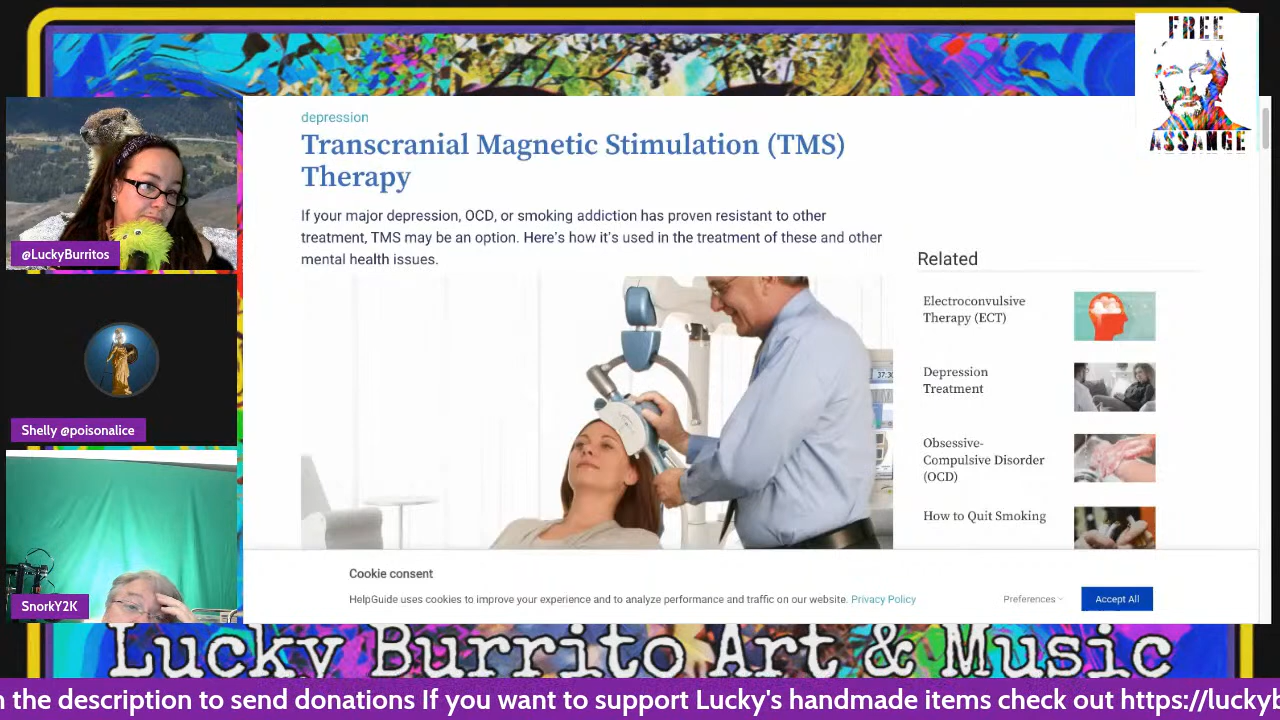 FREE
ASSANGE
@LuckyBurritos
Shelly @poisonalice
SnorkY2K
depression
Transcranial Magnetic Stimulation (TMS)
Therapy
If your major depression, OCD, or smoking addiction has proven resistant to other
treatment, TMS may be an option. Here's how it's used in the treatment of these and other
mental health issues.
Related
Electroconvulsive
Therapy (ECT)
Depression
Treatment
Obsessive-
Compulsive Disorder
(OCD)
How to Quit Smoking
Cookie consent
HelpGuide uses cookies to improve your experience and to analyze performance and traffic on our website. Privacy Policy
Preferences
Accept All
Lucky Burrito Art & Music
n the description to send donations If you want to support Lucky's handmade items check out https://luckyb